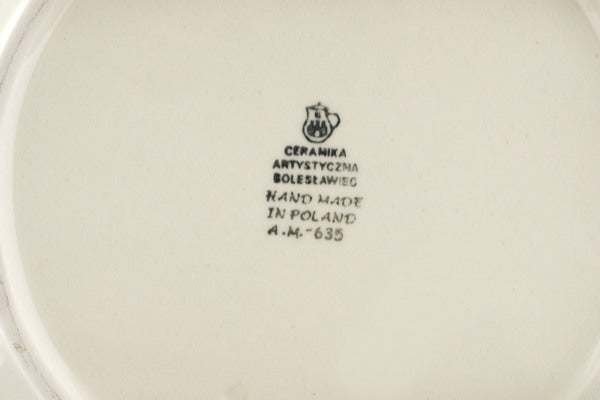 CERAMIKA
ARTYSTYCZNA
BOLESŁAWIEC
HAND MADE
IN POLAND
A.M.-635